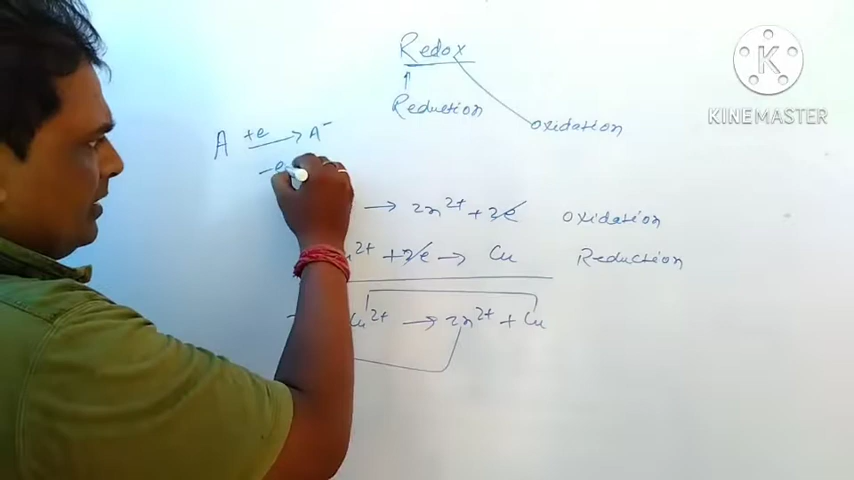 Redox
Reduction
oxidation
A +e → A⁻
-e
→ Zn²⁺ + 2e oxidation
²⁺ + 2e → Cu Reduction
Cu²⁺ → Zn²⁺ + Cu
KINEMASTER